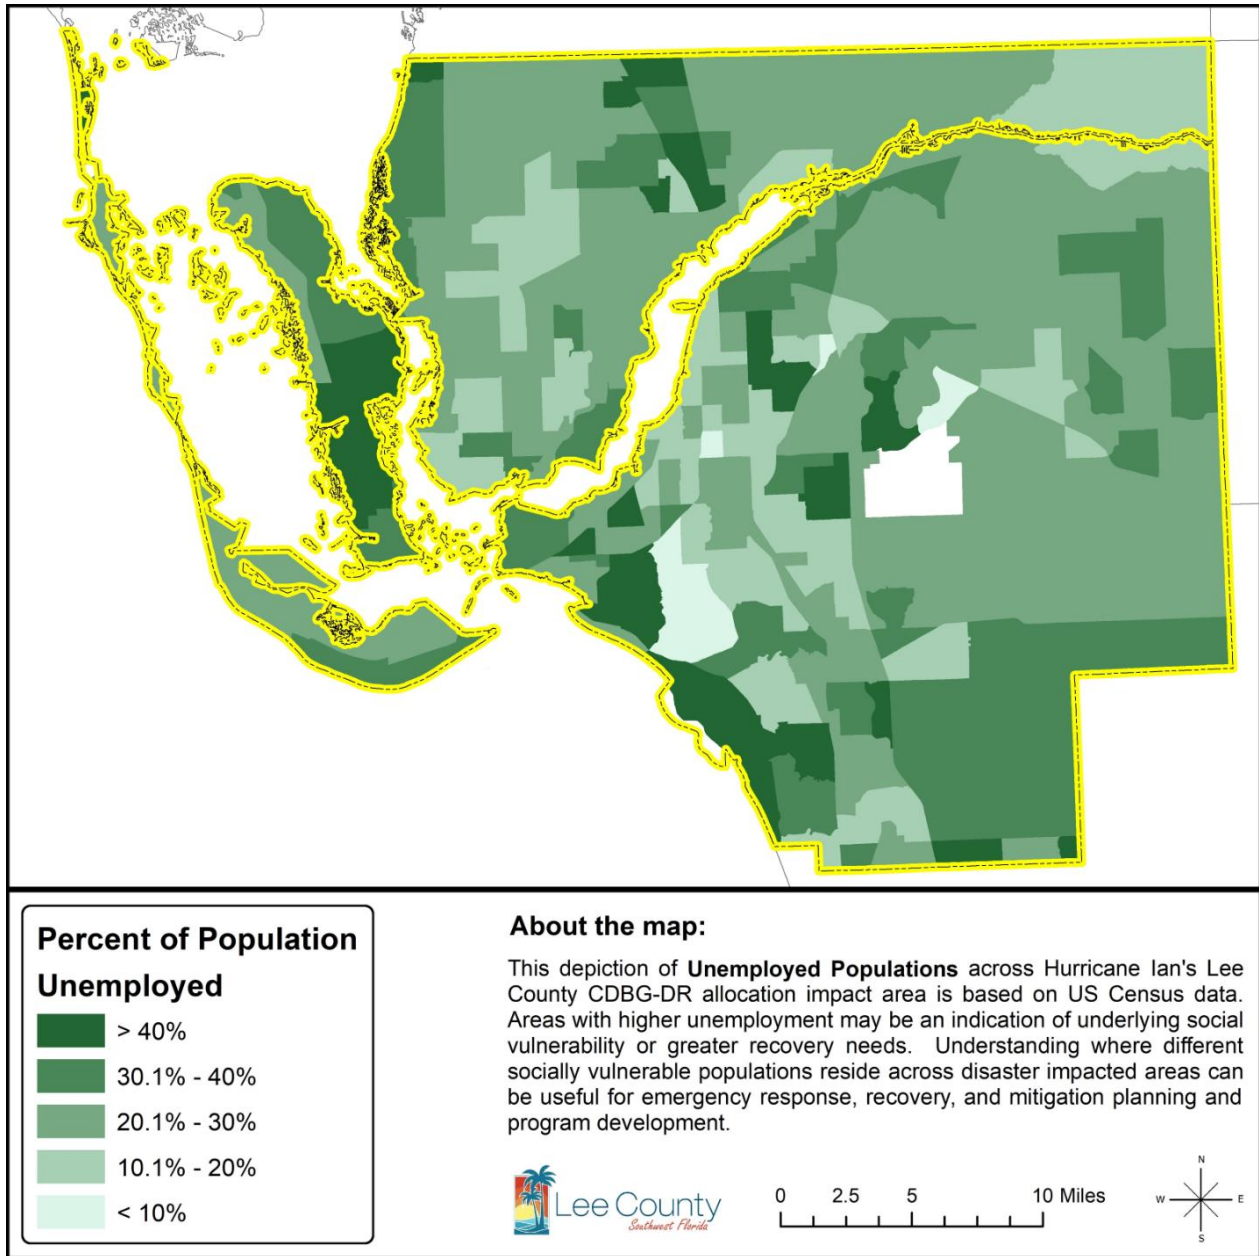 Percent of Population
Unemployed
> 40%
30.1% - 40%
20.1% - 30%
10.1% - 20%
< 10%
About the map:
This depiction of Unemployed Populations across Hurricane Ian's Lee
County CDBG-DR allocation impact area is based on US Census data.
Areas with higher unemployment may be an indication of underlying social
vulnerability or greater recovery needs. Understanding where different
socially vulnerable populations reside across disaster impacted areas can
be useful for emergency response, recovery, and mitigation planning and
program development.
Lee County
Southwest Florida
0 2.5 5 10 Miles
N
W E
S